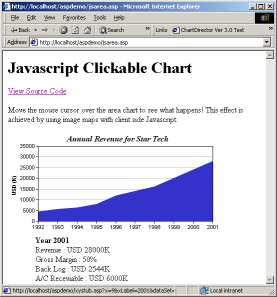 http://localhost/aspdemo/jsarea.asp - Microsoft Internet Explorer
File Edit View Favorites Tools Help
Back Search Links ChartDirector Ver 3.0 Test
Address http://localhost/aspdemo/jsarea.asp
Javascript Clickable Chart
View Source Code
Move the mouse cursor over the area chart to see what happens! This effect is
achieved by using image maps with client side Javascript.
Annual Revenue for Star Tech
USD (K)
35000
30000
25000
20000
15000
10000
5000
0
1992 1993 1994 1995 1996 1997 1998 1999 2000 2001
Year 2001
Revenue : USD 28000K
Gross Margin : 50%
Back Log : USD 2544K
A/C Receviable : USD 6000K
http://localhost/aspdemo/xystub.asp?x=9&xLabel=2001&dataSet= Local intranet